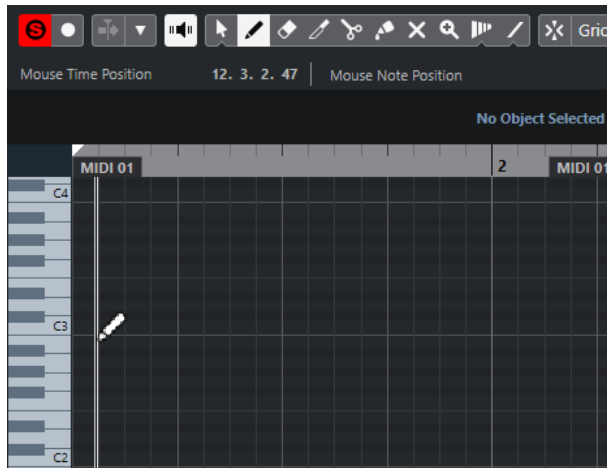 S
Grid
Mouse Time Position 12. 3. 2. 47 Mouse Note Position
No Object Selected
MIDI 01 2 MIDI 01
C4
C3
C2